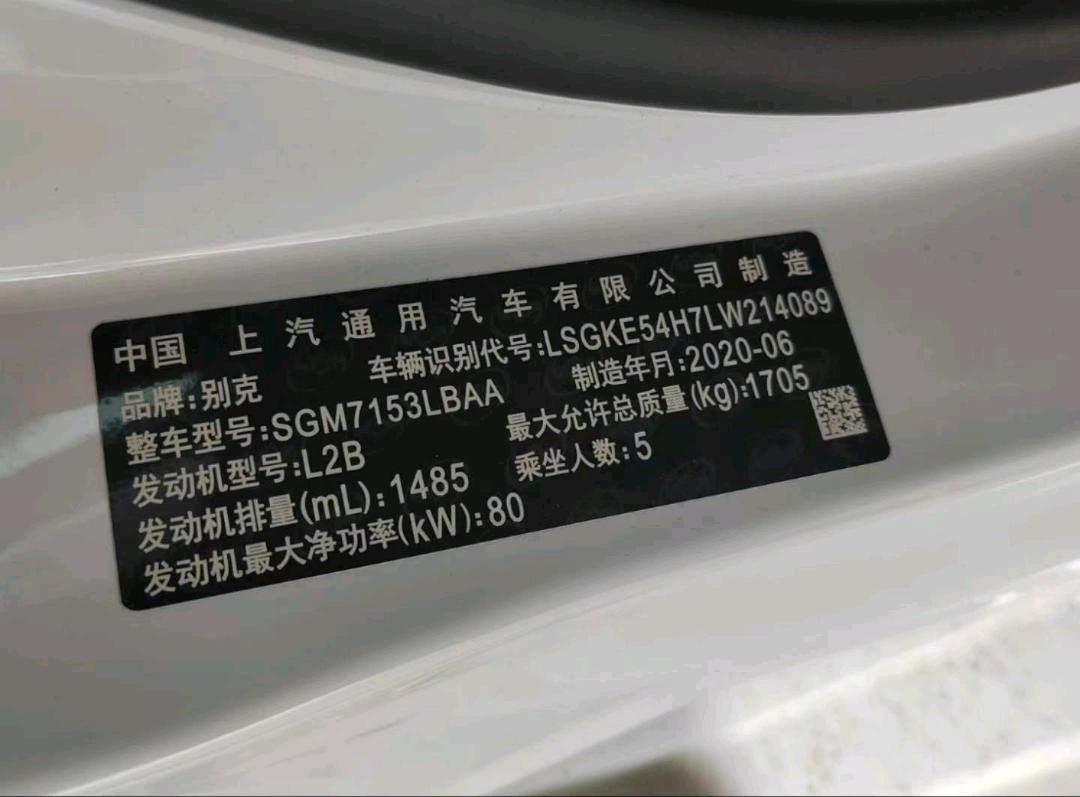 中国 上汽通用汽车有限公司制造
品牌:别克 车辆识别代号:LSGKE54H7LW214089
整车型号:SGM7153LBAA 制造年月:2020-06
发动机型号:L2B 最大允许总质量(kg):1705
发动机排量(mL):1485 乘坐人数:5
发动机最大净功率(kW):80